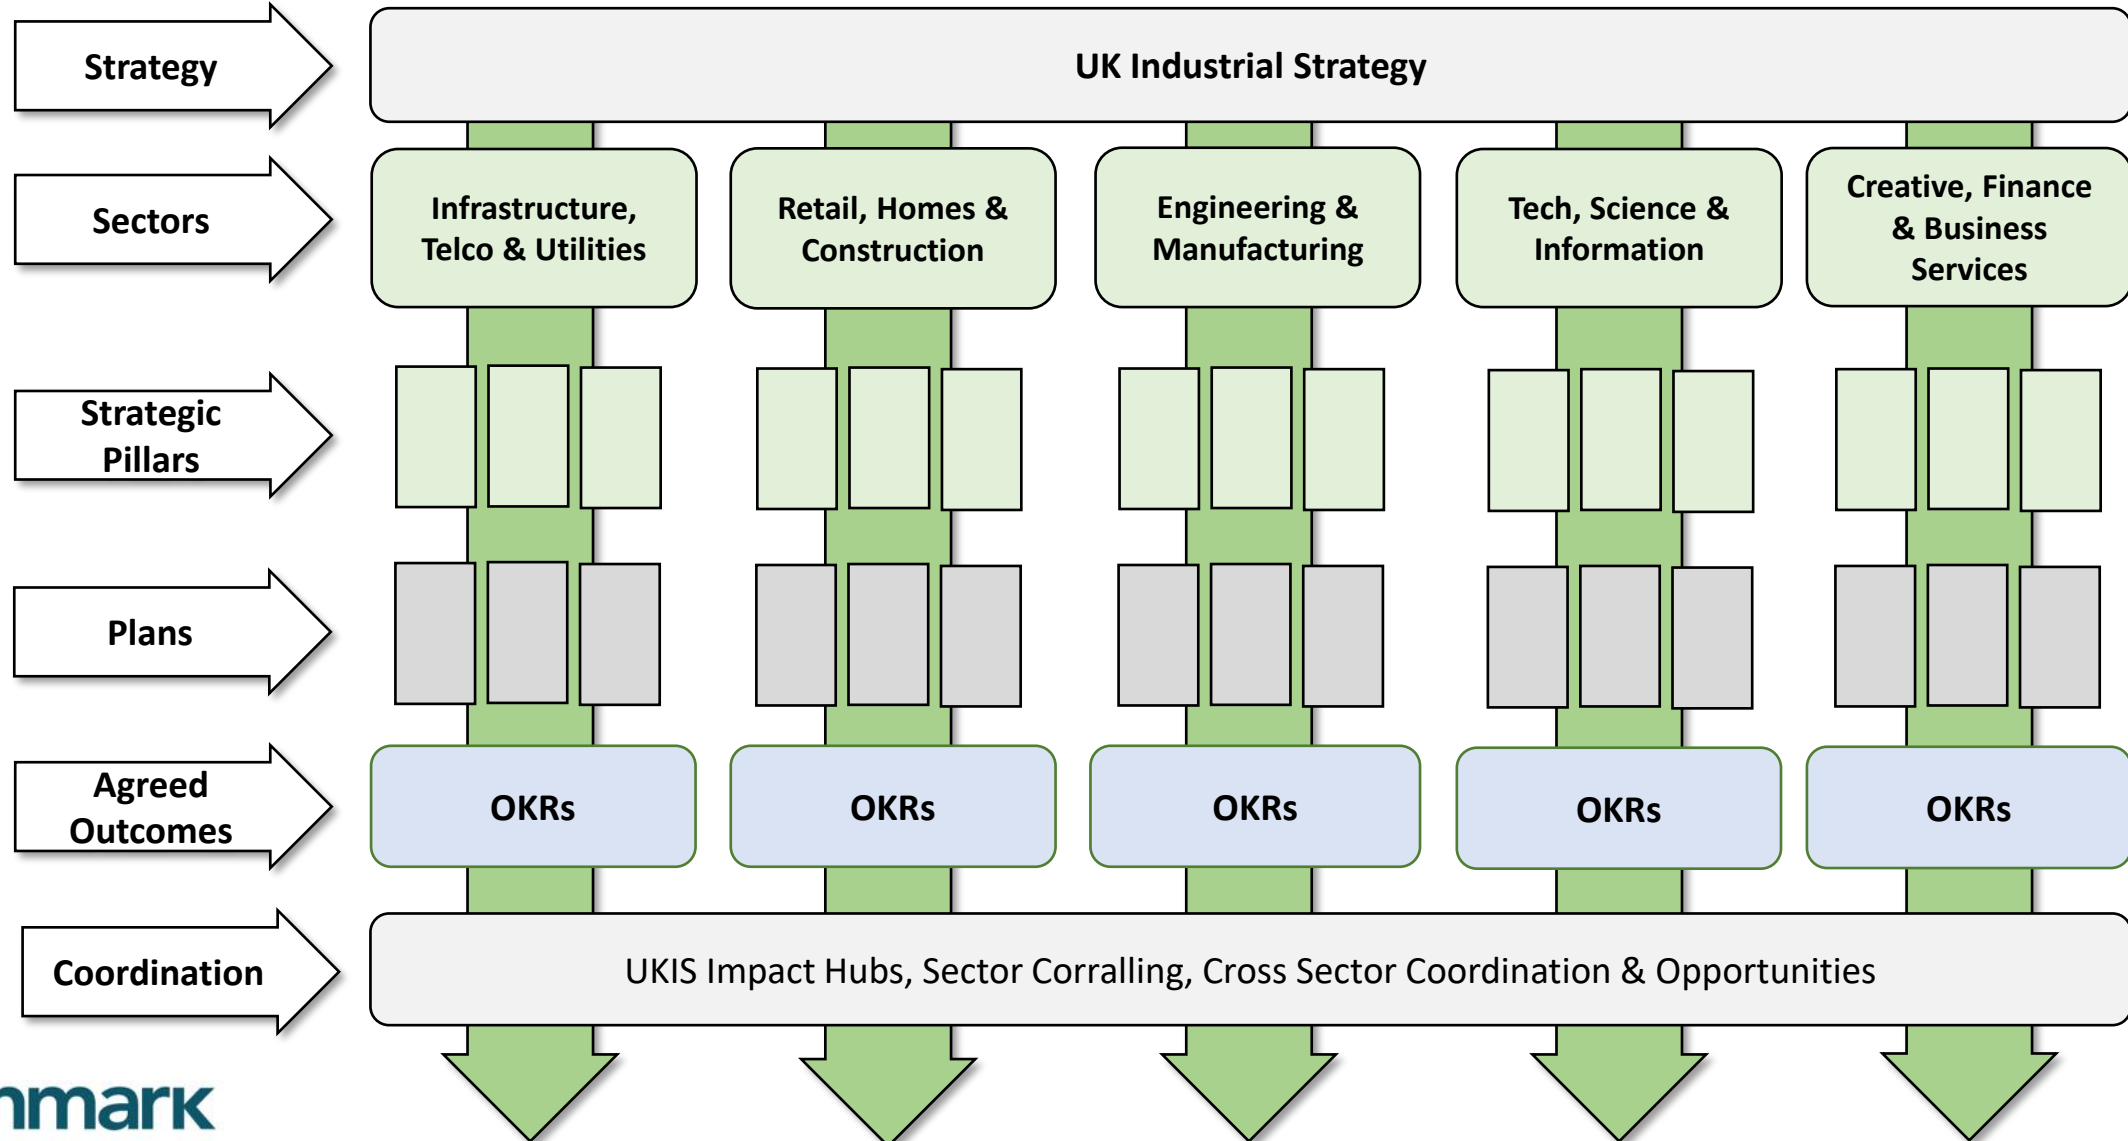 Strategy
UK Industrial Strategy
Sectors
Infrastructure,
Telco & Utilities
Retail, Homes &
Construction
Engineering &
Manufacturing
Tech, Science &
Information
Creative, Finance
& Business
Services
Strategic
Pillars
Plans
Agreed
Outcomes
OKRs
OKRs
OKRs
OKRs
OKRs
Coordination
UKIS Impact Hubs, Sector Corralling, Cross Sector Coordination & Opportunities